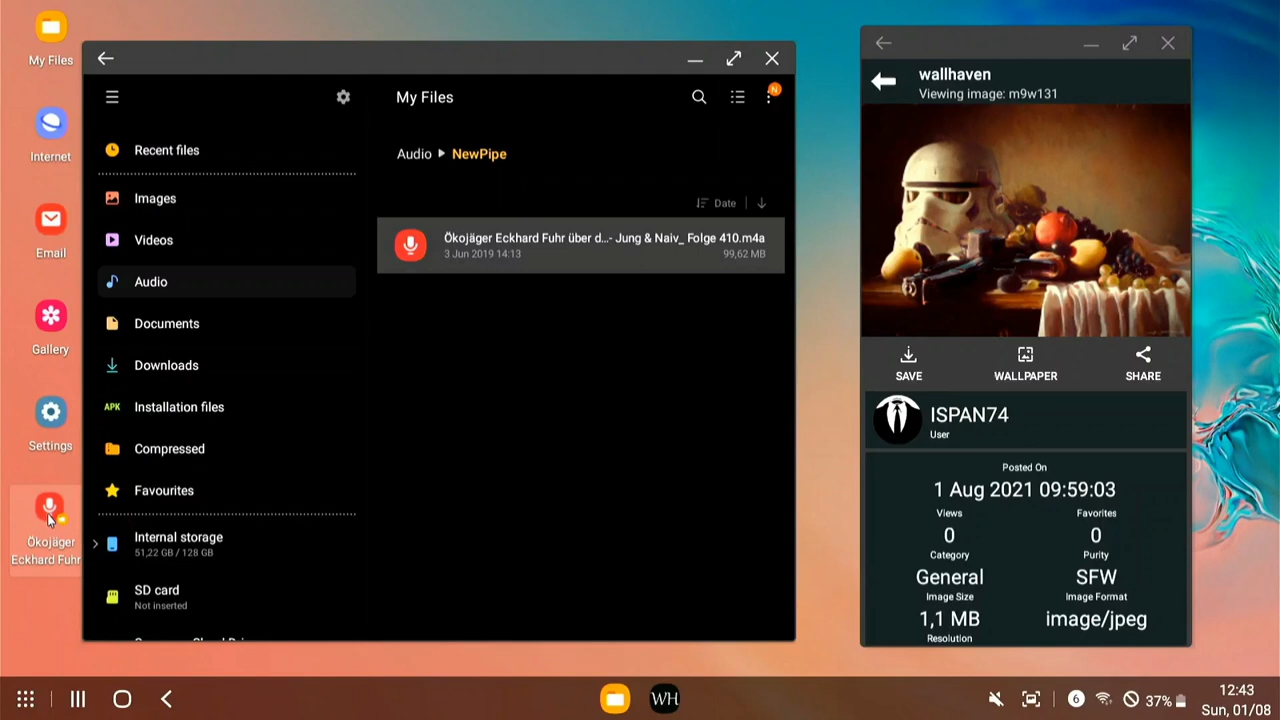 My Files
Internet
Email
Gallery
Settings
Ökojäger
Eckhard Fuhr
My Files
N
Recent files
Images
Videos
Audio
Documents
Downloads
APK Installation files
Compressed
Favourites
Internal storage
51,22 GB / 128 GB
SD card
Not inserted
Audio NewPipe
Date
Ökojäger Eckhard Fuhr über d...- Jung & Naiv_ Folge 410.m4a
3 Jun 2019 14:13 99,62 MB
wallhaven
Viewing image: m9w131
SAVE WALLPAPER SHARE
ISPAN74
User
Posted On
1 Aug 2021 09:59:03
Views Favorites
0 0
Category Purity
General SFW
Image Size Image Format
1,1 MB image/jpeg
Resolution
WH
6 37%
12:43
Sun, 01/08